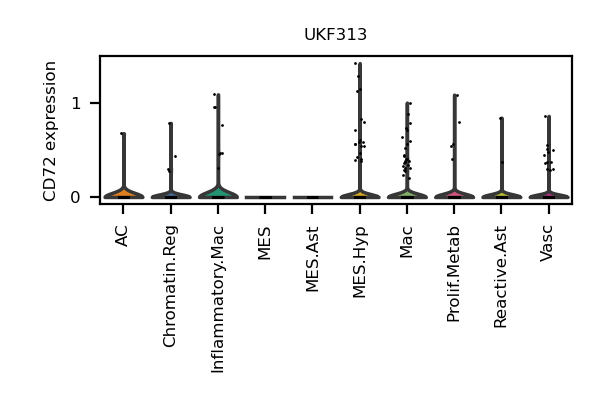 UKF313
CD72 expression
1
0
AC
Chromatin.Reg
Inflammatory.Mac
MES
MES.Ast
MES.Hyp
Mac
Prolif.Metab
Reactive.Ast
Vasc